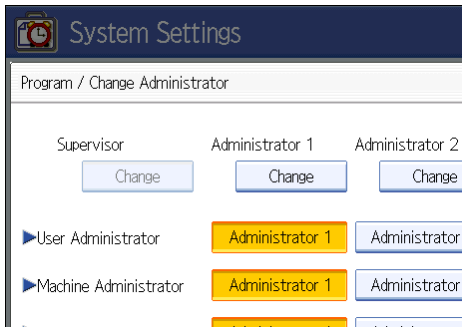 System Settings
Program / Change Administrator
Supervisor Administrator 1 Administrator 2
Change Change Change
▶User Administrator Administrator 1 Administrator
▶Machine Administrator Administrator 1 Administrator